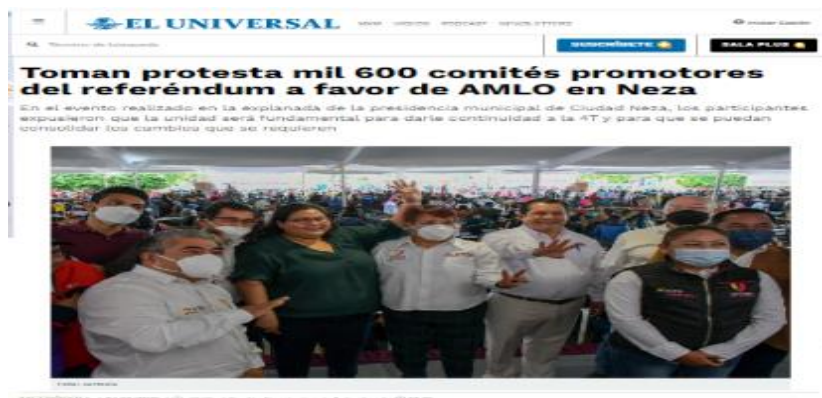 EL UNIVERSAL
SUSCRÍBETE
Toman protesta mil 600 comités promotores
del referéndum a favor de AMLO en Neza
En el evento realizado en la explanada de la presidencia municipal de Ciudad Neza, los participantes
expusieron que la unidad será fundamental para darle continuidad a la 4T y para que se puedan
consolidar los cambios que se requieren